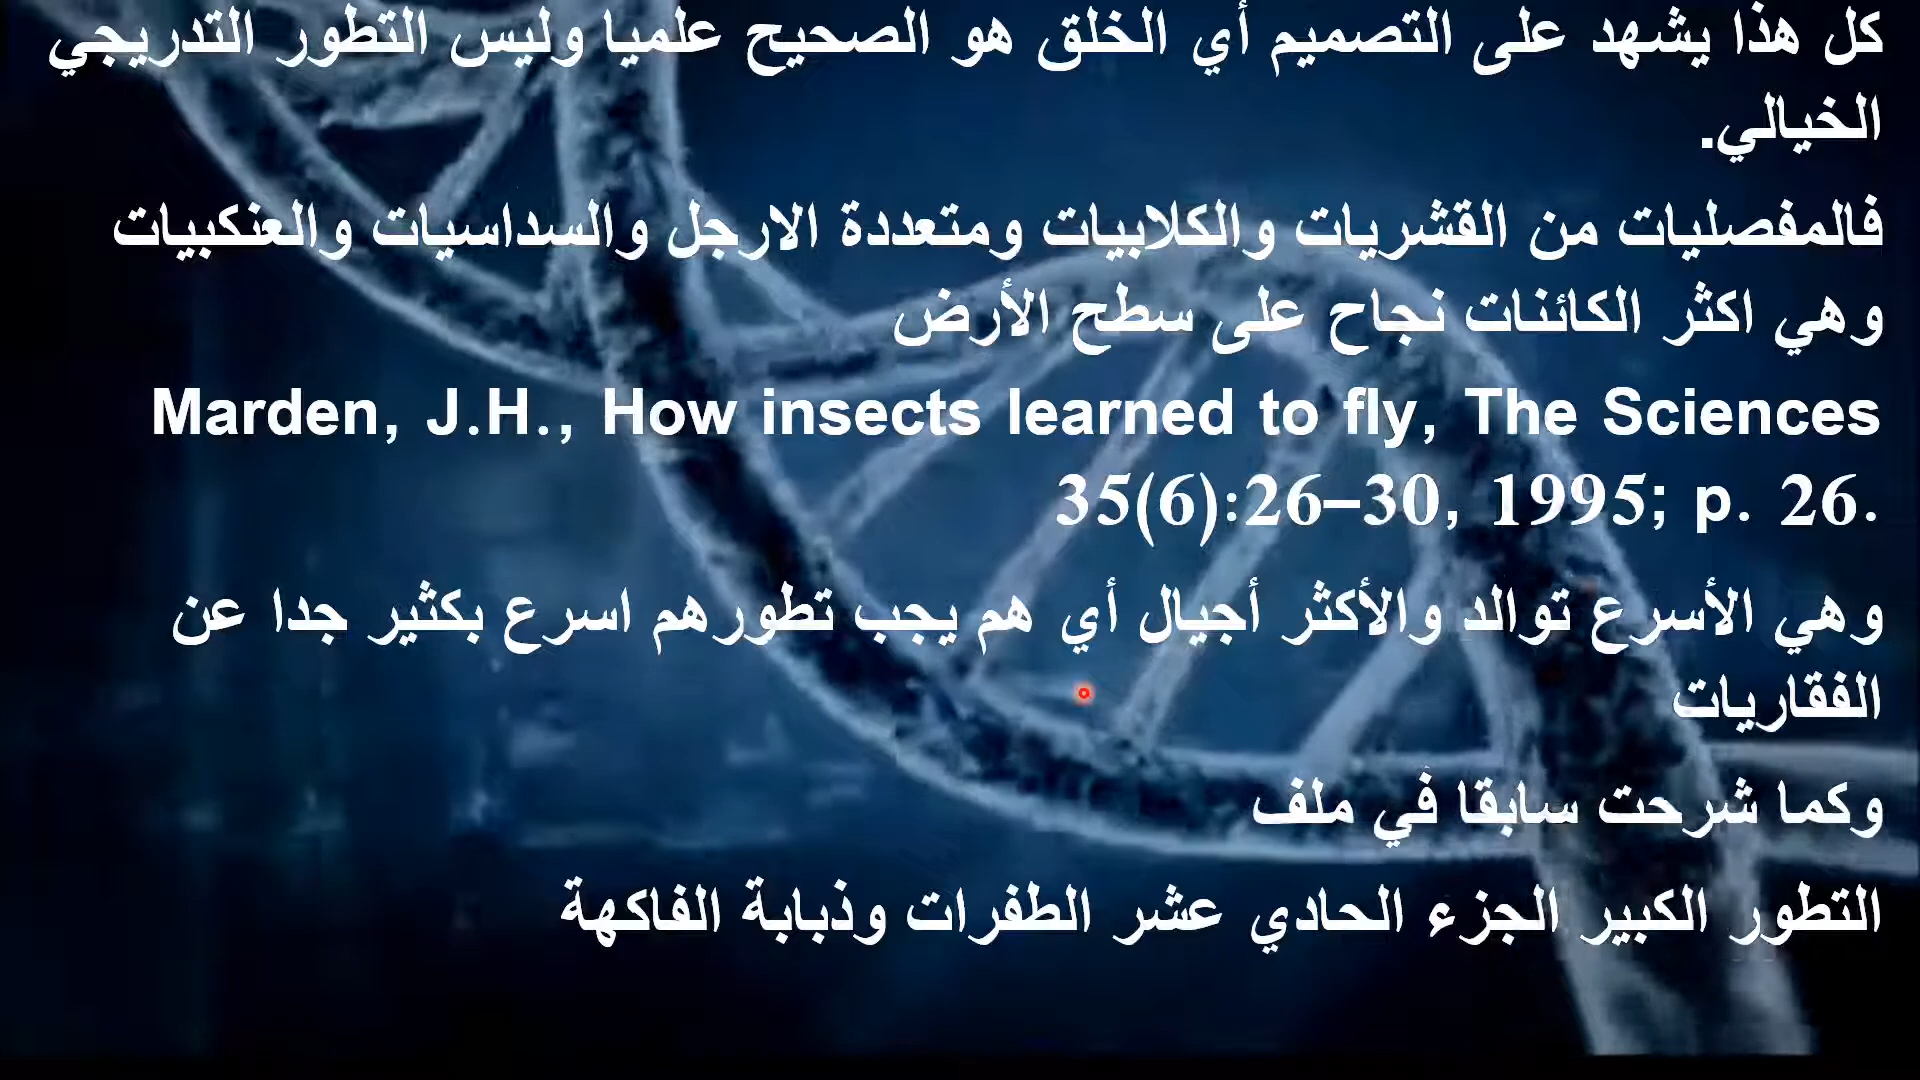 كل هذا يشهد على التصميم أي الخلق هو الصحيح علميا وليس التطور التدريجي
الخيالي.
فالمفصليات من القشريات والكلابيات ومتعددة الارجل والسداسيات والعنكبيات
وهي اكثر الكائنات نجاح على سطح الأرض
Marden, J.H., How insects learned to fly, The Sciences
35(6):26–30, 1995; p. 26.
وهي الأسرع توالد والأكثر أجيال أي هم يجب تطورهم اسرع بكثير جدا عن
الفقاريات
وكما شرحت سابقا في ملف
التطور الكبير الجزء الحادي عشر الطفرات وذبابة الفاكهة